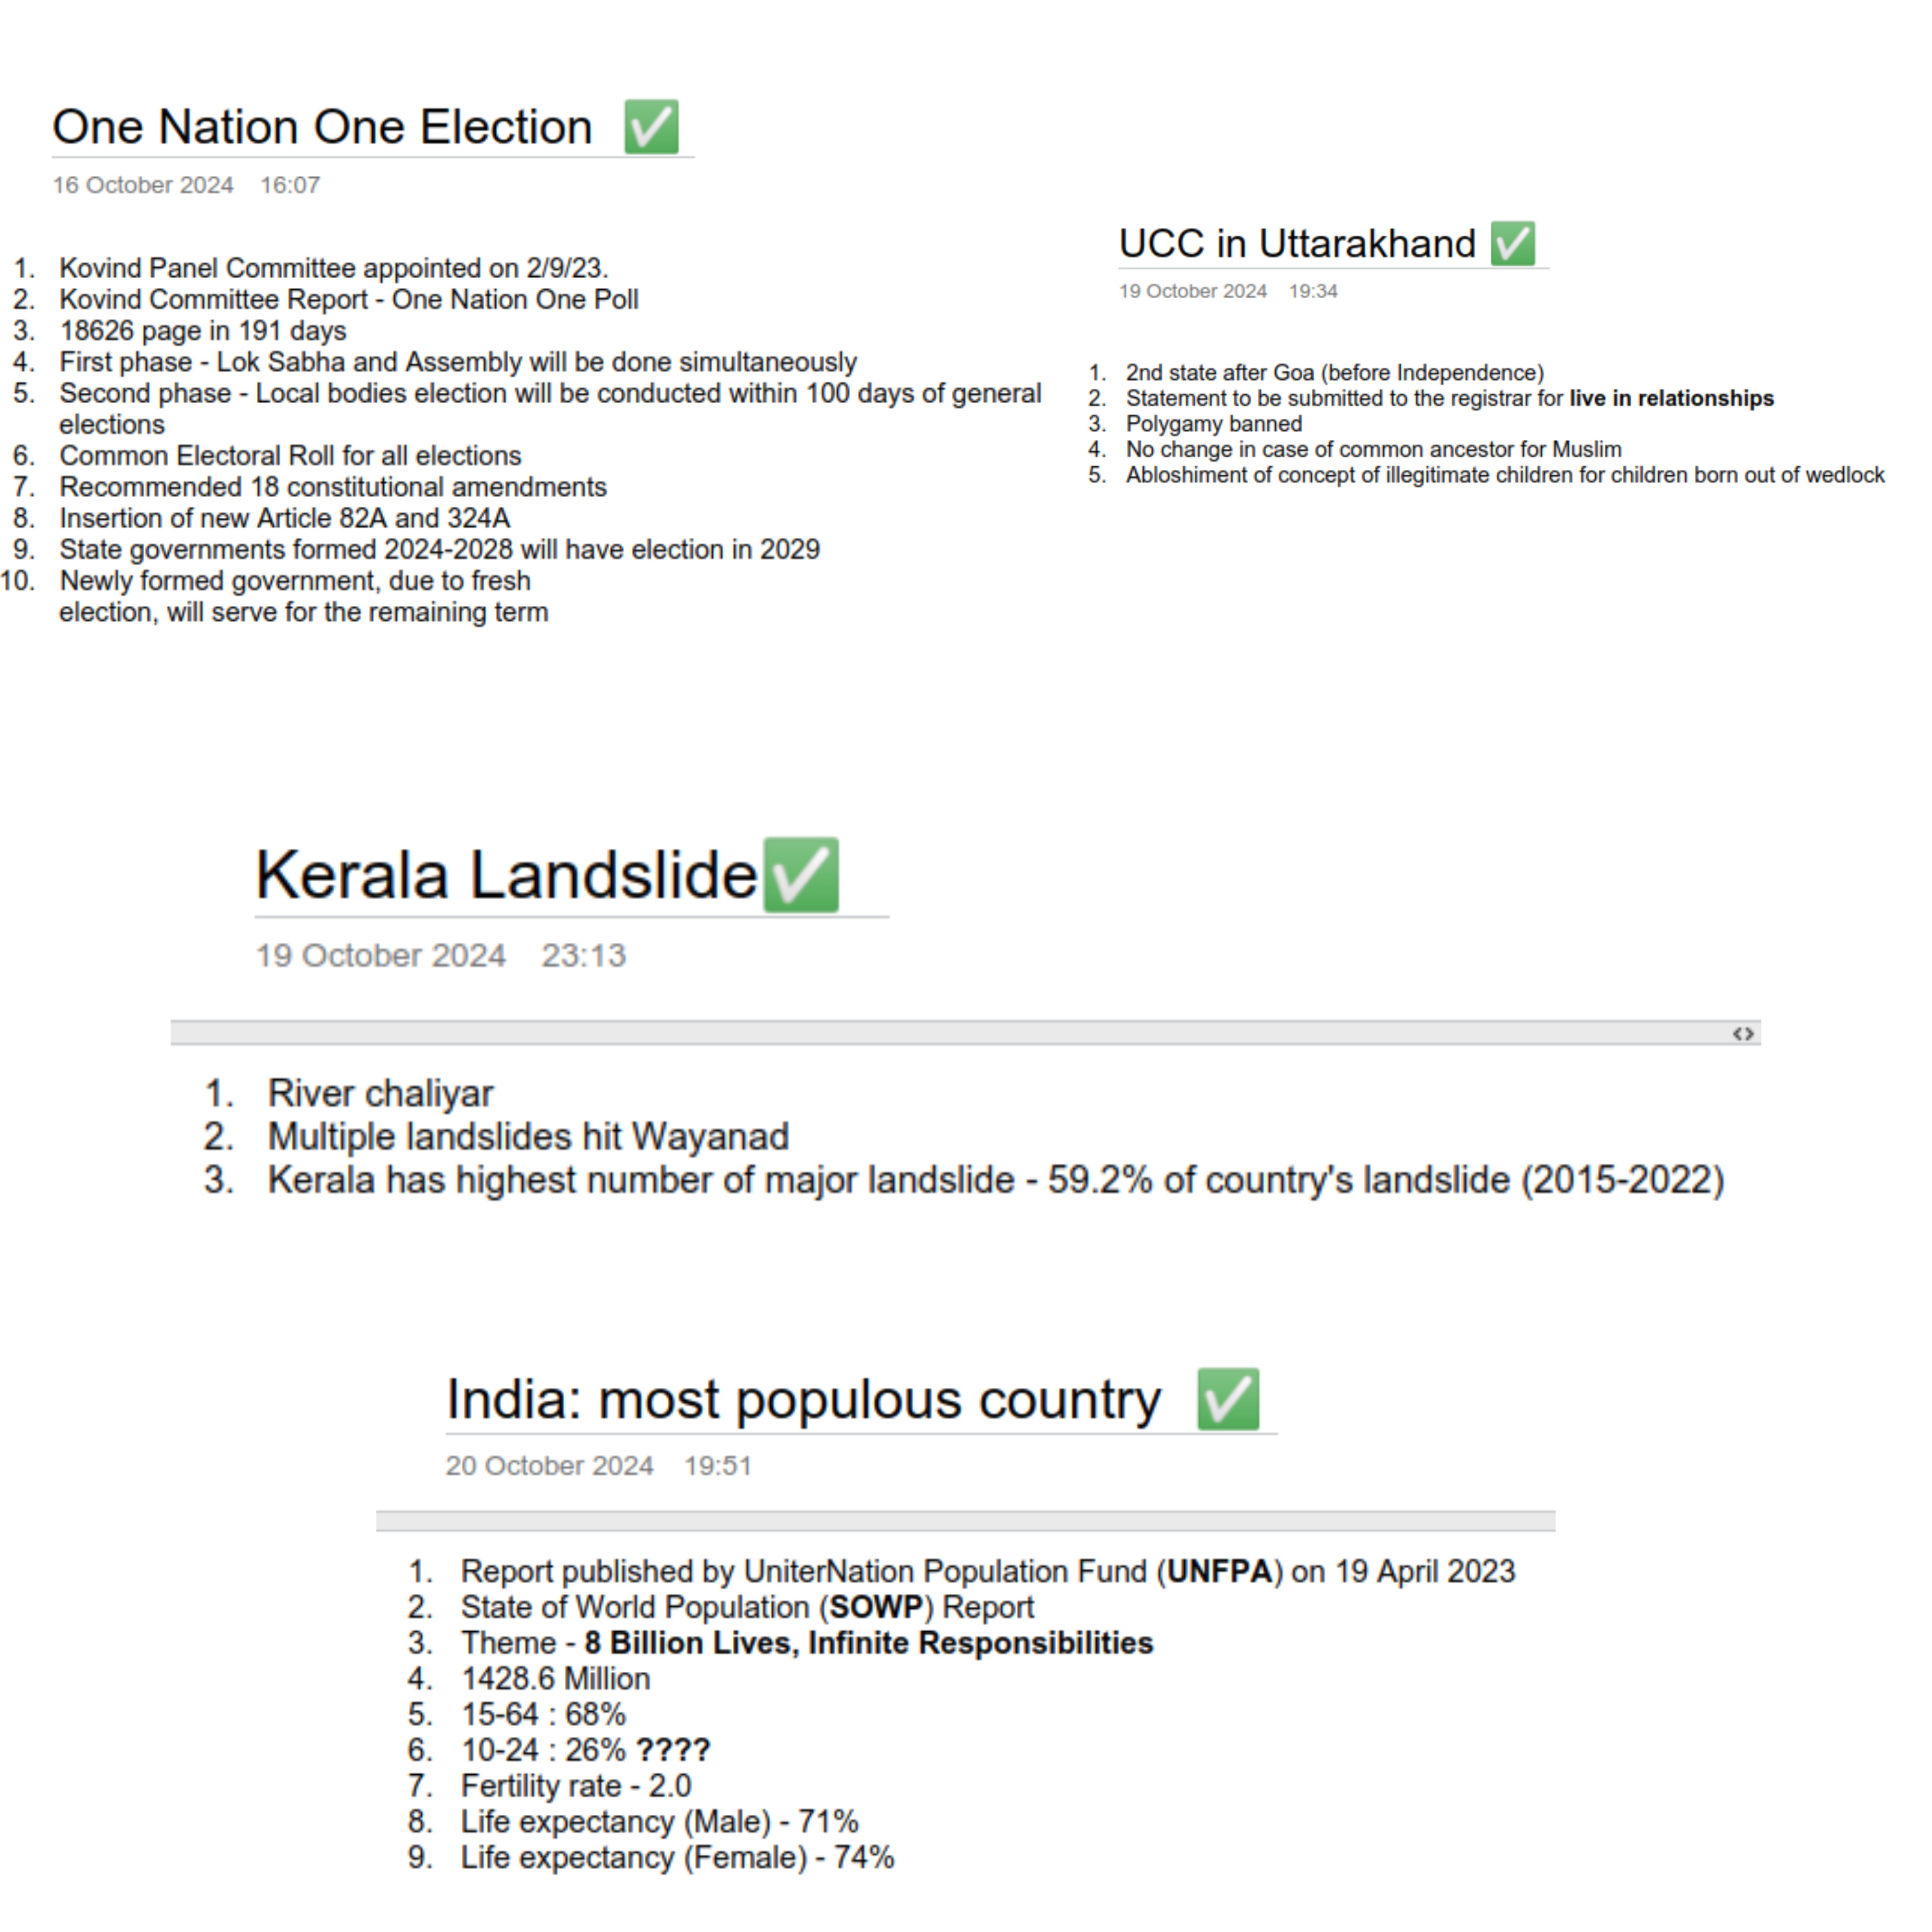 One Nation One Election ✅
16 October 2024 16:07
1. Kovind Panel Committee appointed on 2/9/23.
2. Kovind Committee Report - One Nation One Poll
3. 18626 page in 191 days
4. First phase - Lok Sabha and Assembly will be done simultaneously
5. Second phase - Local bodies election will be conducted within 100 days of general
elections
6. Common Electoral Roll for all elections
7. Recommended 18 constitutional amendments
8. Insertion of new Article 82A and 324A
9. State governments formed 2024-2028 will have election in 2029
10. Newly formed government, due to fresh
election, will serve for the remaining term
UCC in Uttarakhand ✅
19 October 2024 19:34
1. 2nd state after Goa (before Independence)
2. Statement to be submitted to the registrar for live in relationships
3. Polygamy banned
4. No change in case of common ancestor for Muslim
5. Abloshiment of concept of illegitimate children for children born out of wedlock
Kerala Landslide✅
19 October 2024 23:13
1. River chaliyar
2. Multiple landslides hit Wayanad
3. Kerala has highest number of major landslide - 59.2% of country's landslide (2015-2022)
India: most populous country ✅
20 October 2024 19:51
1. Report published by UniterNation Population Fund (UNFPA) on 19 April 2023
2. State of World Population (SOWP) Report
3. Theme - 8 Billion Lives, Infinite Responsibilities
4. 1428.6 Million
5. 15-64 : 68%
6. 10-24 : 26% ????
7. Fertility rate - 2.0
8. Life expectancy (Male) - 71%
9. Life expectancy (Female) - 74%